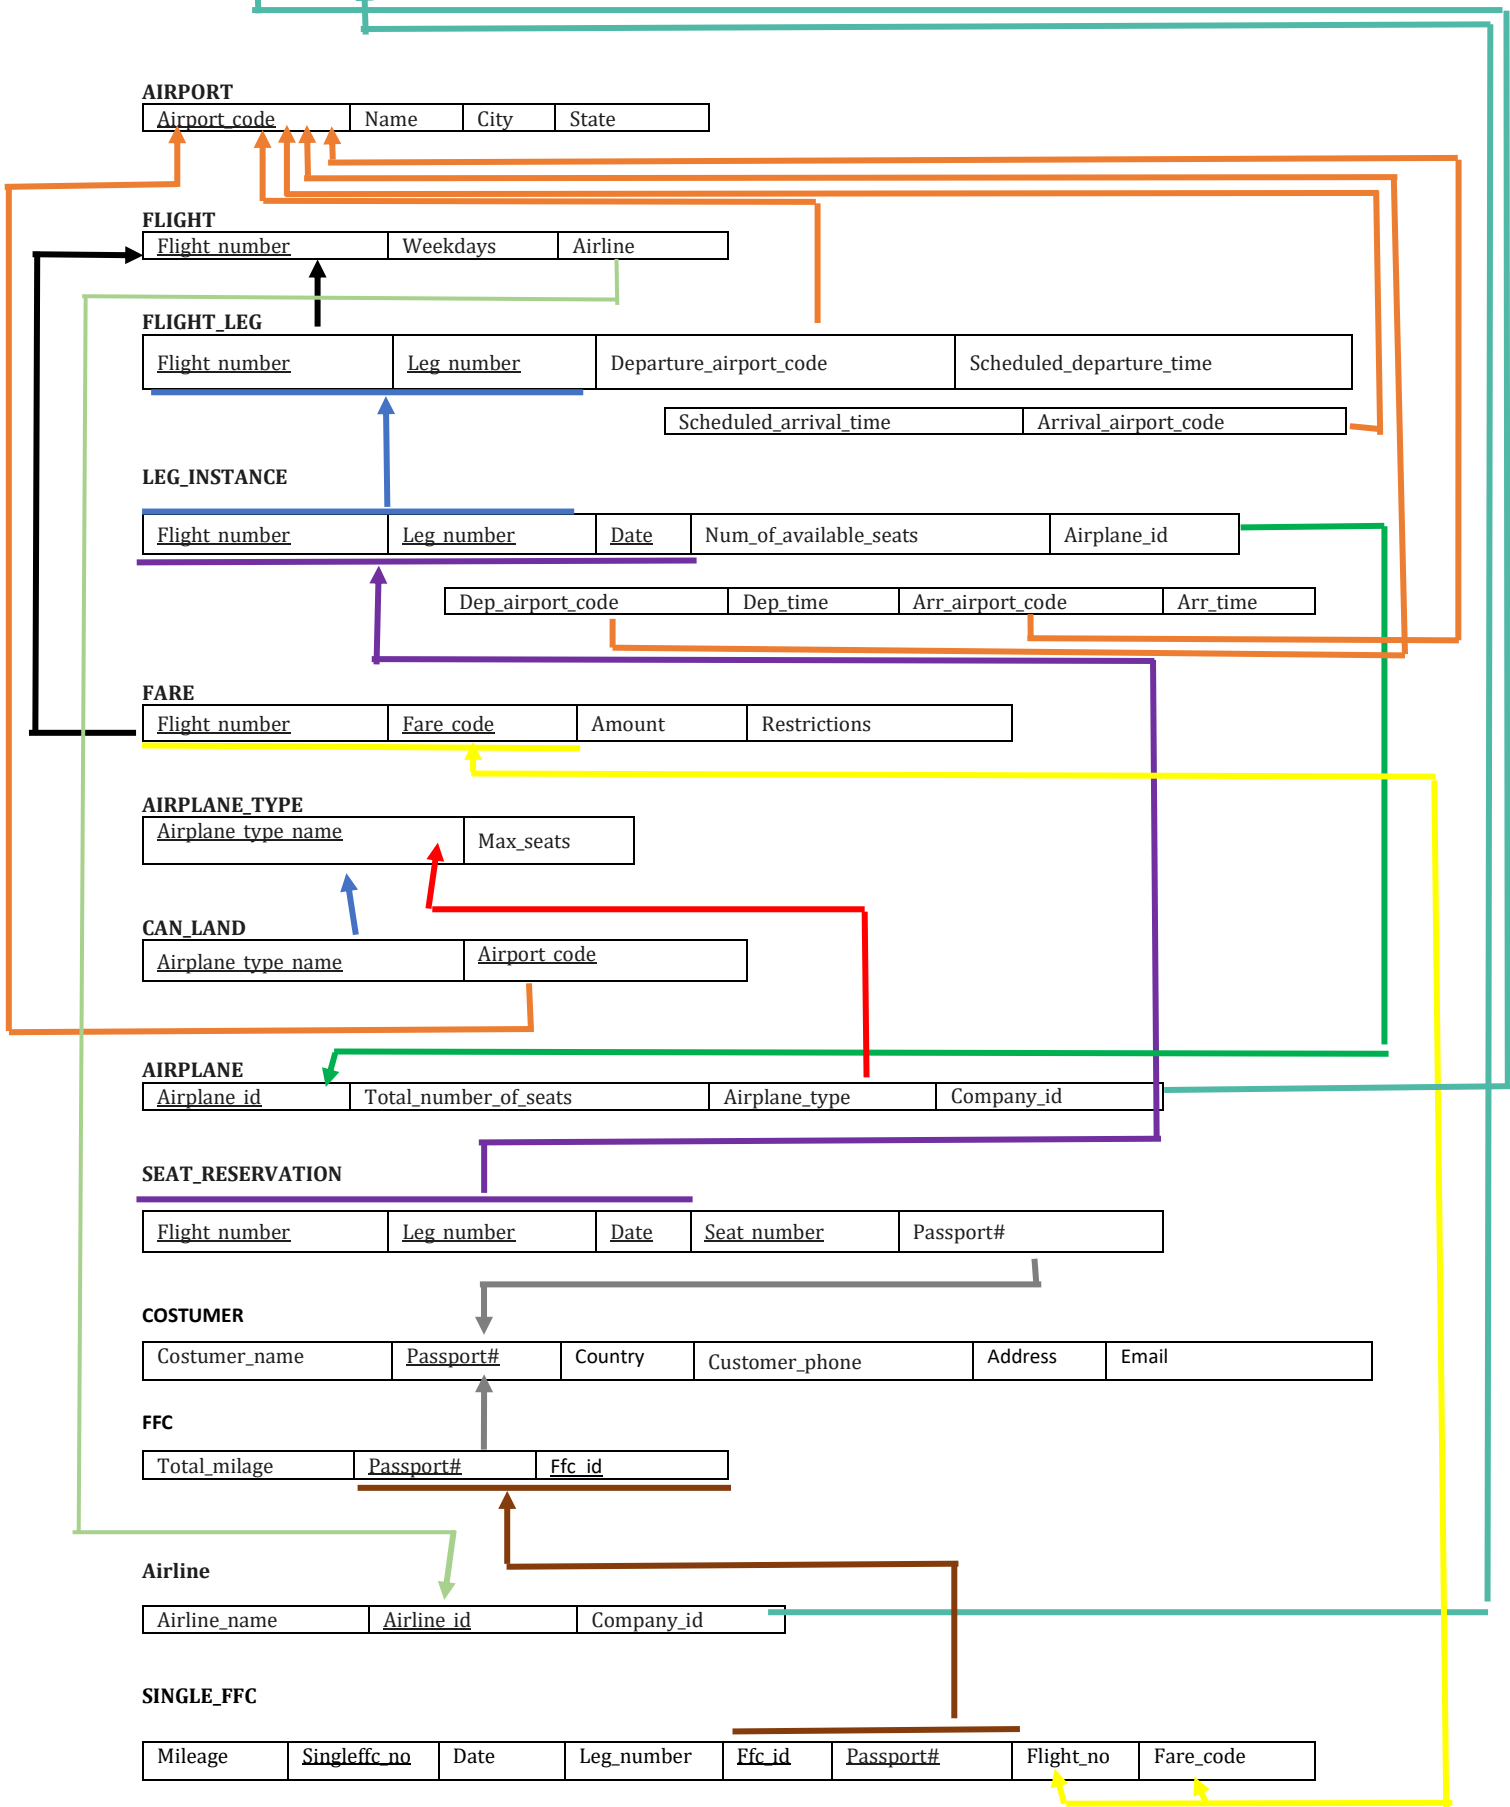 AIRPORT
Airport_code Name City State
FLIGHT
Flight_number Weekdays Airline
FLIGHT_LEG
Flight_number Leg_number Departure_airport_code Scheduled_departure_time
Scheduled_arrival_time Arrival_airport_code
LEG_INSTANCE
Flight_number Leg_number Date Num_of_available_seats Airplane_id
Dep_airport_code Dep_time Arr_airport_code Arr_time
FARE
Flight_number Fare_code Amount Restrictions
AIRPLANE_TYPE
Airplane_type_name Max_seats
CAN_LAND
Airplane_type_name Airport_code
AIRPLANE
Airplane_id Total_number_of_seats Airplane_type Company_id
SEAT_RESERVATION
Flight_number Leg_number Date Seat_number Passport#
COSTUMER
Costumer_name Passport# Country Customer_phone Address Email
FFC
Total_milage Passport# Ffc_id
Airline
Airline_name Airline_id Company_id
SINGLE_FFC
Mileage Singleffc_no Date Leg_number Ffc_id Passport# Flight_no Fare_code